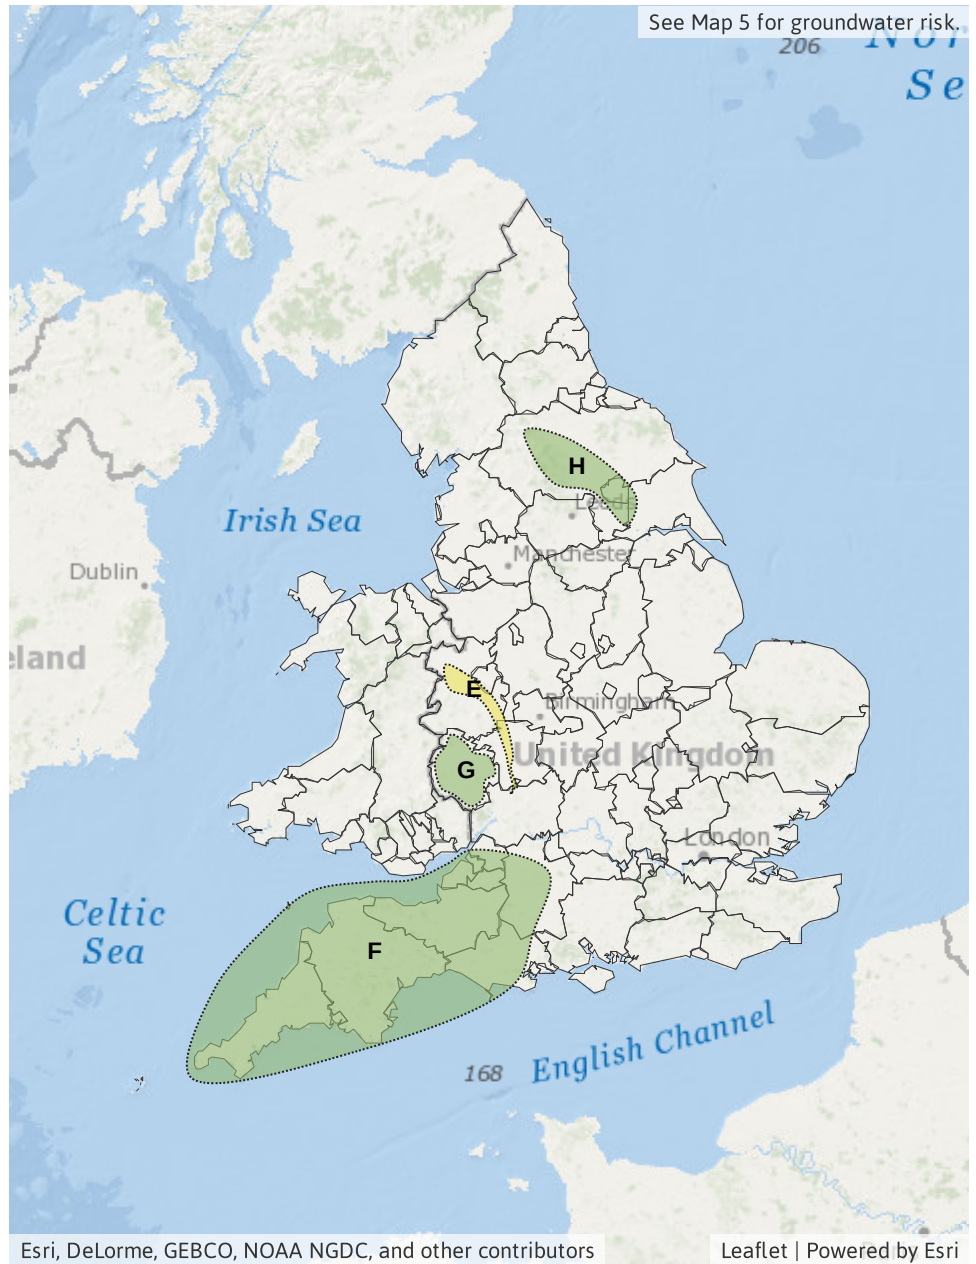 See Map 5 for groundwater risk.
206
Nor
Se
H
Leeds
Irish Sea
Manchester
Dublin
eland
E
Birmingham
G
United Kingdom
London
Celtic
Sea
F
English Channel
168
Esri, DeLorme, GEBCO, NOAA NGDC, and other contributors
Leaflet | Powered by Esri